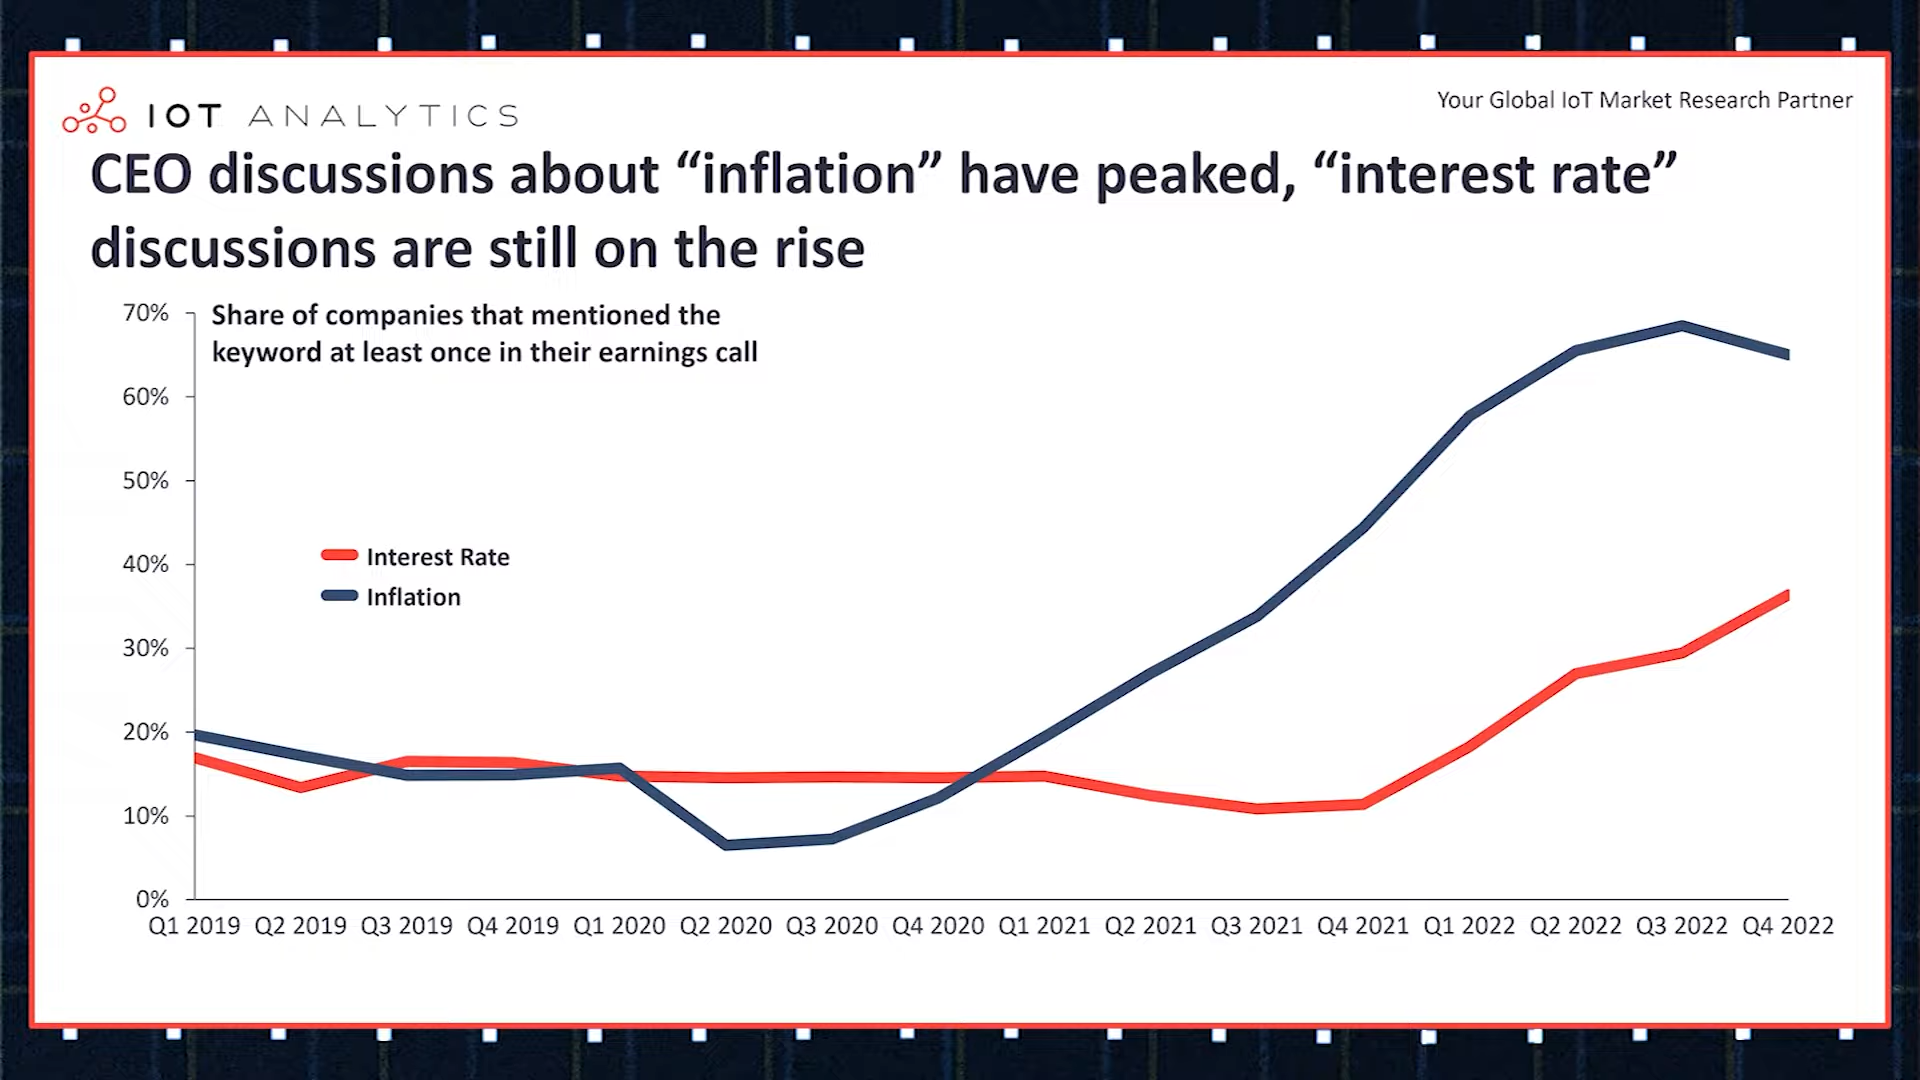 IOT ANALYTICS
Your Global IoT Market Research Partner
CEO discussions about “inflation” have peaked, “interest rate”
discussions are still on the rise
Share of companies that mentioned the
keyword at least once in their earnings call
70%
60%
50%
40%
30%
20%
10%
0%
Interest Rate
Inflation
Q1 2019 Q2 2019 Q3 2019 Q4 2019 Q1 2020 Q2 2020 Q3 2020 Q4 2020 Q1 2021 Q2 2021 Q3 2021 Q4 2021 Q1 2022 Q2 2022 Q3 2022 Q4 2022